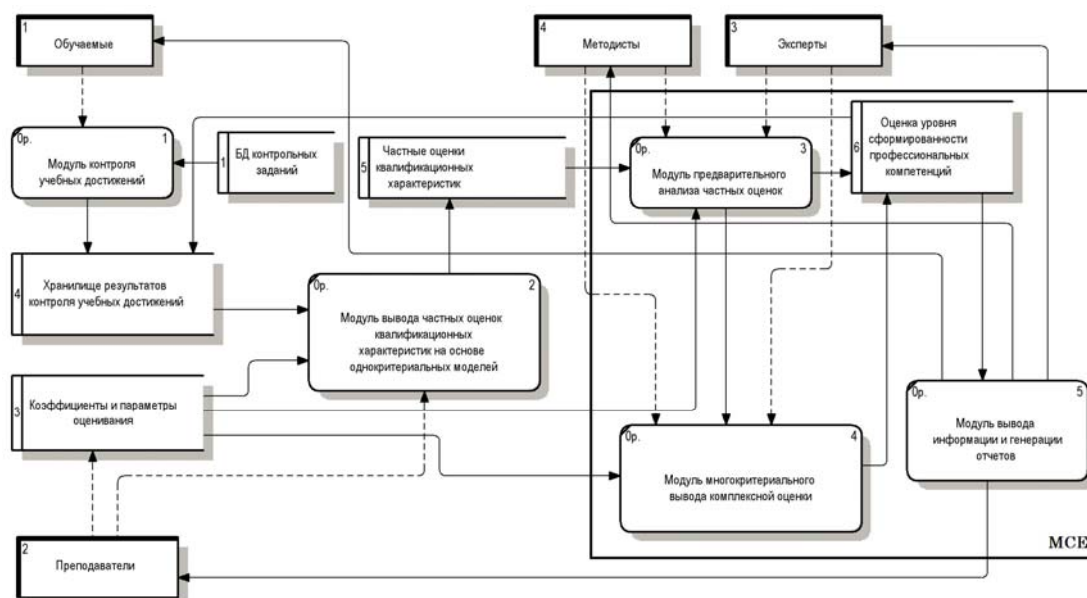 1
Обучаемые
4
Методисты
3
Эксперты
0р.
1
Модуль контроля
учебных достижений
1
БД контрольных
заданий
5
Частные оценки
квалификационных
характеристик
0р.
3
Модуль предварительного
анализа частных оценок
6
Оценка уровня
сформированности
профессиональных
компетенций
4
Хранилище результатов
контроля учебных достижений
0р.
2
Модуль вывода частных оценок
квалификационных
характеристик на основе
однокритериальных моделей
3
Коэффициенты и параметры
оценивания
0р.
4
Модуль многокритериального
вывода комплексной оценки
0р.
5
Модуль вывода
информации и генерации
отчетов
2
Преподаватели
MCE